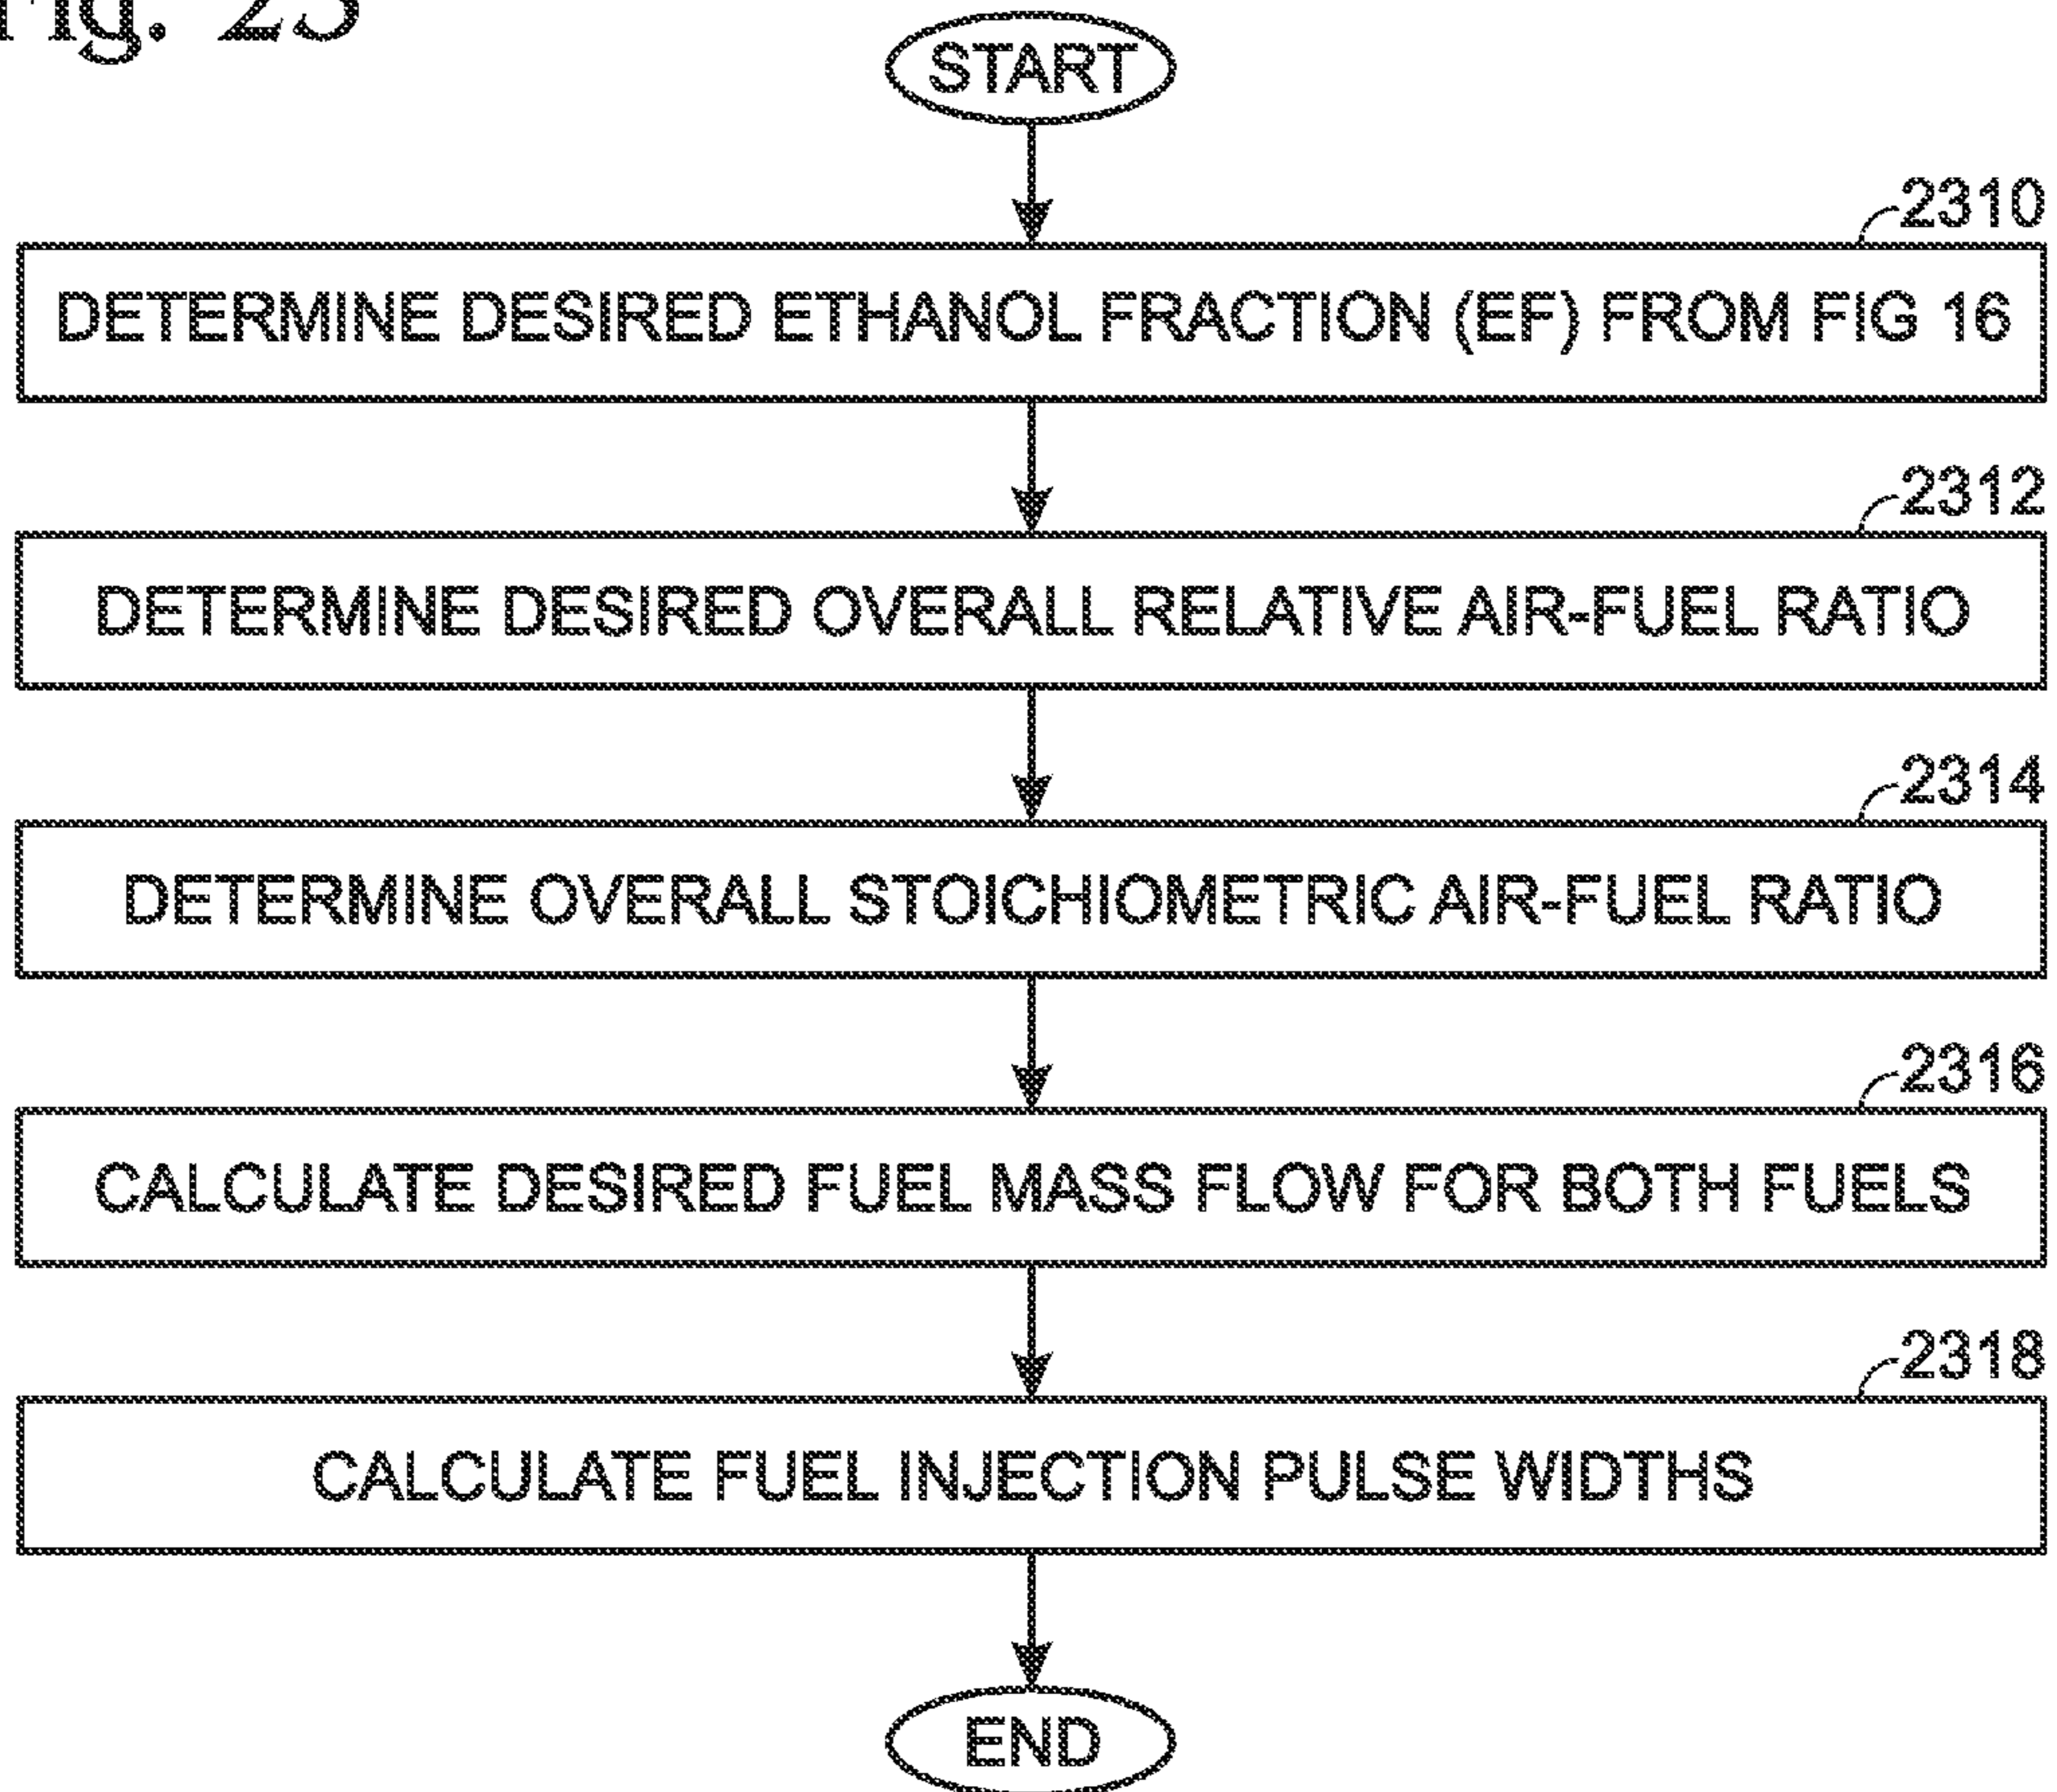 Fig. 23
START
2310
DETERMINE DESIRED ETHANOL FRACTION (EF) FROM FIG 16
2312
DETERMINE DESIRED OVERALL RELATIVE AIR-FUEL RATIO
2314
DETERMINE OVERALL STOICHIOMETRIC AIR-FUEL RATIO
2316
CALCULATE DESIRED FUEL MASS FLOW FOR BOTH FUELS
2318
CALCULATE FUEL INJECTION PULSE WIDTHS
END